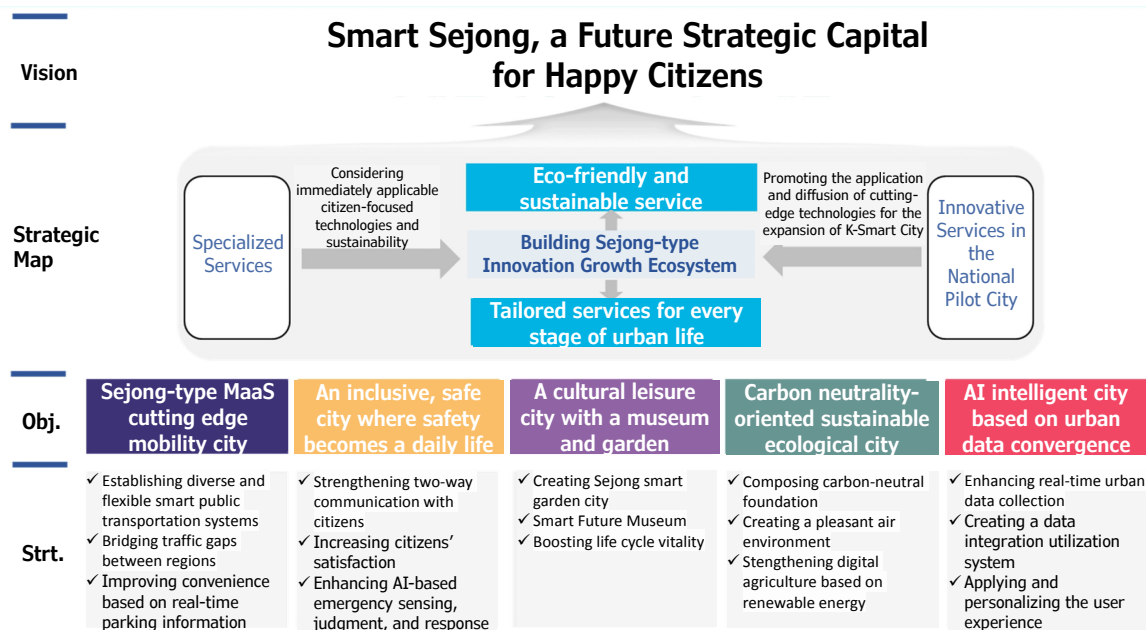 Vision
Smart Sejong, a Future Strategic Capital
for Happy Citizens
Strategic
Map
Specialized
Services
Considering
immediately applicable
citizen-focused
technologies and
sustainability
Eco-friendly and
sustainable service
Building Sejong-type
Innovation Growth Ecosystem
Tailored services for every
stage of urban life
Promoting the application
and diffusion of cutting-
edge technologies for the
expansion of K-Smart City
Innovative
Services in
the
National
Pilot City
Obj.
Sejong-type MaaS
cutting edge
mobility city
An inclusive, safe
city where safety
becomes a daily life
A cultural leisure
city with a museum
and garden
Carbon neutrality-
oriented sustainable
ecological city
AI intelligent city
based on urban
data convergence
Strt.
✓ Establishing diverse and
flexible smart public
transportation systems
✓ Bridging traffic gaps
between regions
✓ Improving convenience
based on real-time
parking information
✓ Strengthening two-way
communication with
citizens
✓ Increasing citizens'
satisfaction
✓ Enhancing AI-based
emergency sensing,
judgment, and response
✓ Creating Sejong smart
garden city
✓ Smart Future Museum
✓ Boosting life cycle vitality
✓ Composing carbon-neutral
foundation
✓ Creating a pleasant air
environment
✓ Stengthening digital
agriculture based on
renewable energy
✓ Enhancing real-time urban
data collection
✓ Creating a data
integration utilization
system
✓ Applying and
personalizing the user
experience